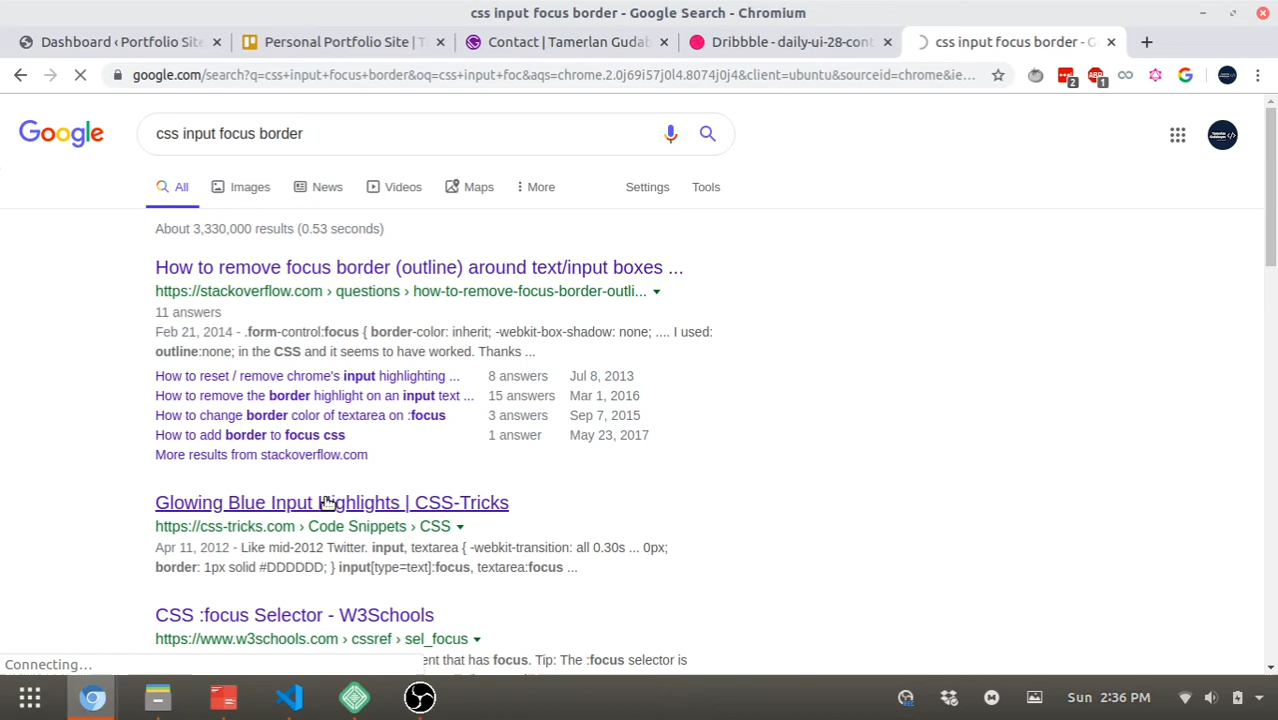 css input focus border - Google Search - Chromium
Dashboard ‹ Portfolio Site
Personal Portfolio Site | T
Contact | Tamerlan Gudab
Dribbble - daily-ui-28-cont
css input focus border - G
google.com/search?q=css+input+focus+border&oq=css+input+foc&aqs=chrome.2.0j69i57j0l4.8074j0j4&client=ubuntu&sourceid=chrome&ie...
2
1
Google
css input focus border
All
Images
News
Videos
Maps
More
Settings
Tools
About 3,330,000 results (0.53 seconds)
How to remove focus border (outline) around text/input boxes ...
https://stackoverflow.com › questions › how-to-remove-focus-border-outli...
11 answers
Feb 21, 2014 - .form-control:focus { border-color: inherit; -webkit-box-shadow: none; .... I used:
outline:none; in the CSS and it seems to have worked. Thanks ...
How to reset / remove chrome's input highlighting ... 8 answers Jul 8, 2013
How to remove the border highlight on an input text ... 15 answers Mar 1, 2016
How to change border color of textarea on :focus 3 answers Sep 7, 2015
How to add border to focus css 1 answer May 23, 2017
More results from stackoverflow.com
Glowing Blue Input Highlights | CSS-Tricks
https://css-tricks.com › Code Snippets › CSS
Apr 11, 2012 - Like mid-2012 Twitter. input, textarea { -webkit-transition: all 0.30s ... 0px;
border: 1px solid #DDDDDD; } input[type=text]:focus, textarea:focus ...
CSS :focus Selector - W3Schools
https://www.w3schools.com › cssref › sel_focus
ent that has focus. Tip: The :focus selector is
Connecting...
Sun 2:36 PM